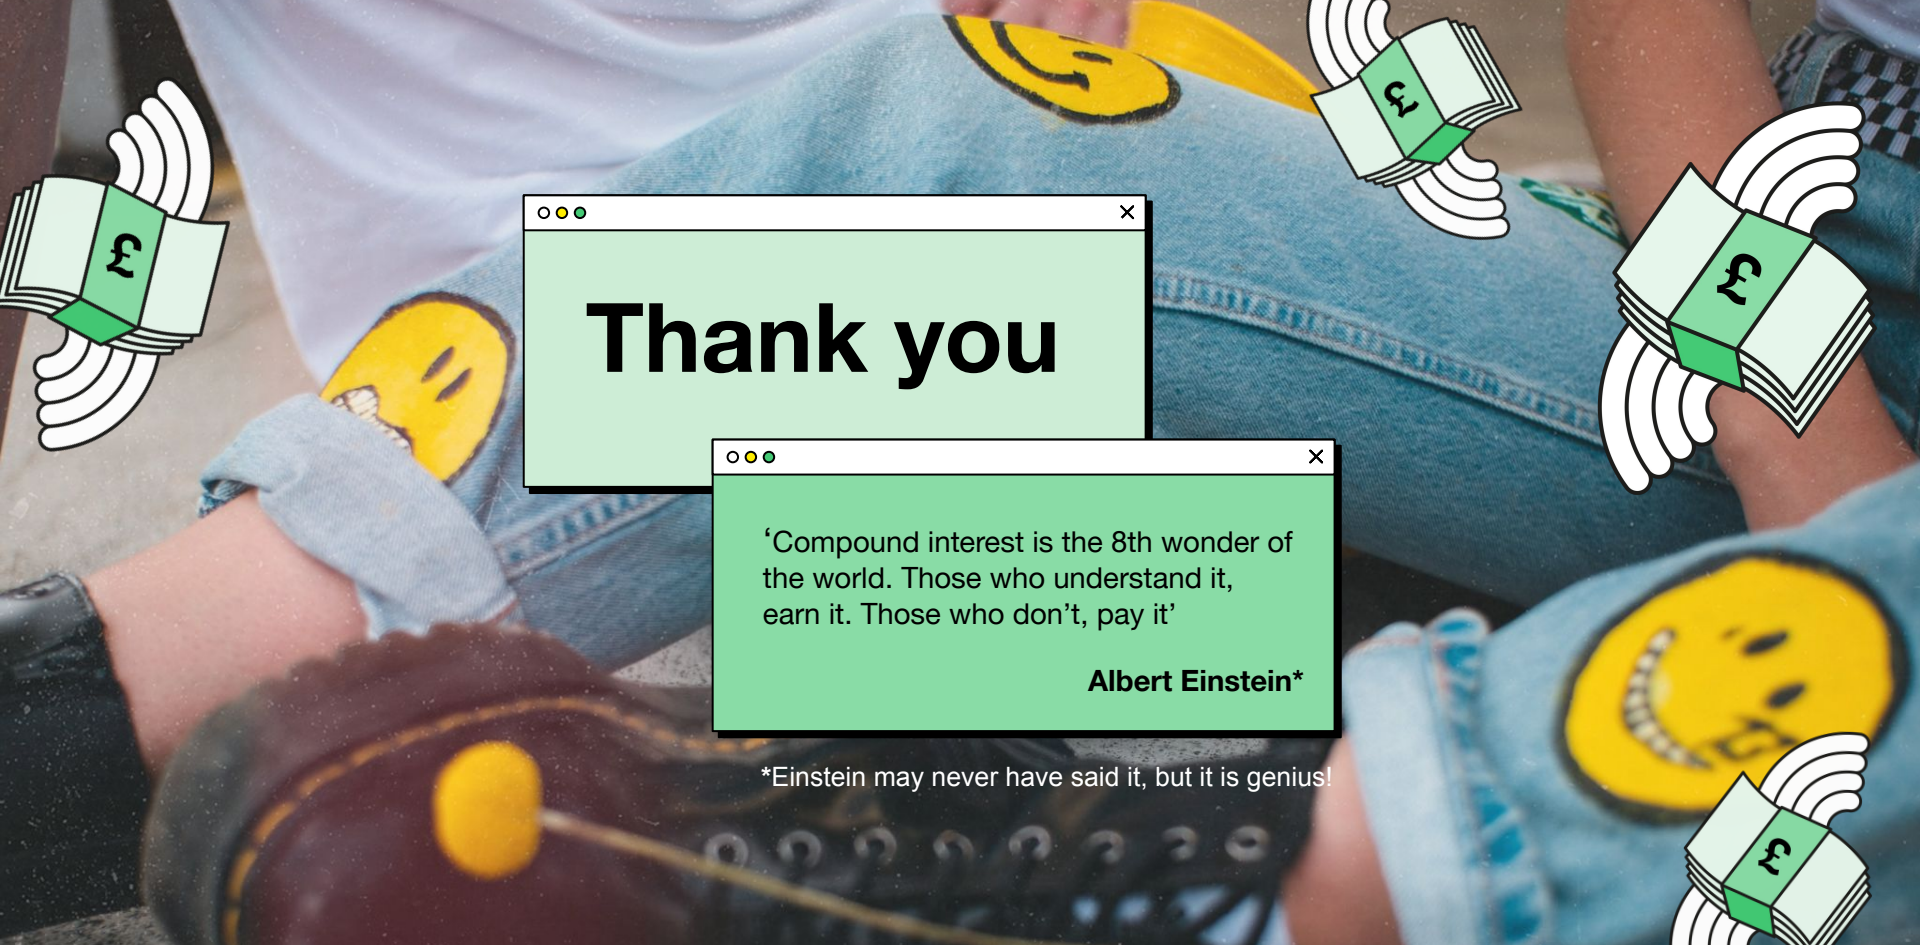 £
£
£
Thank you
‘Compound interest is the 8th wonder of
the world. Those who understand it,
earn it. Those who don’t, pay it’
Albert Einstein*
*Einstein may never have said it, but it is genius!
£